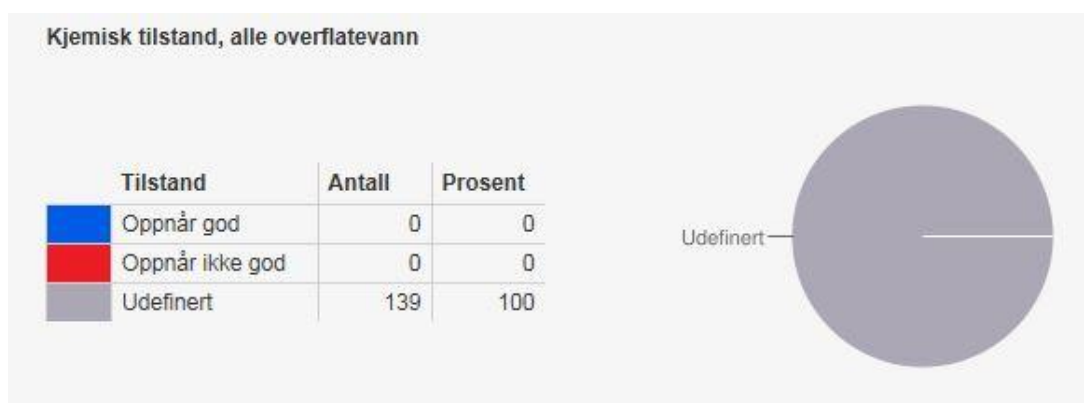 Kjemisk tilstand, alle overflatevann
Tilstand Antall Prosent
Oppnår god 0 0
Oppnår ikke god 0 0
Udefinert 139 100
Udefinert